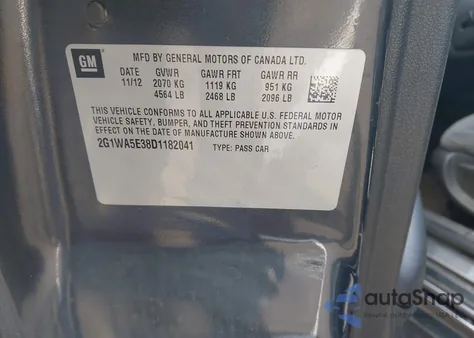 GM
MFD BY GENERAL MOTORS OF CANADA LTD.
DATE GVWR GAWR FRT GAWR RR
11/12 2070 KG 1119 KG 951 KG
4564 LB 2468 LB 2096 LB
THIS VEHICLE CONFORMS TO ALL APPLICABLE U.S. FEDERAL MOTOR
VEHICLE SAFETY, BUMPER, AND THEFT PREVENTION STANDARDS IN
EFFECT ON THE DATE OF MANUFACTURE SHOWN ABOVE.
2G1WA5E38D1182041 TYPE: PASS CAR
autoSnap